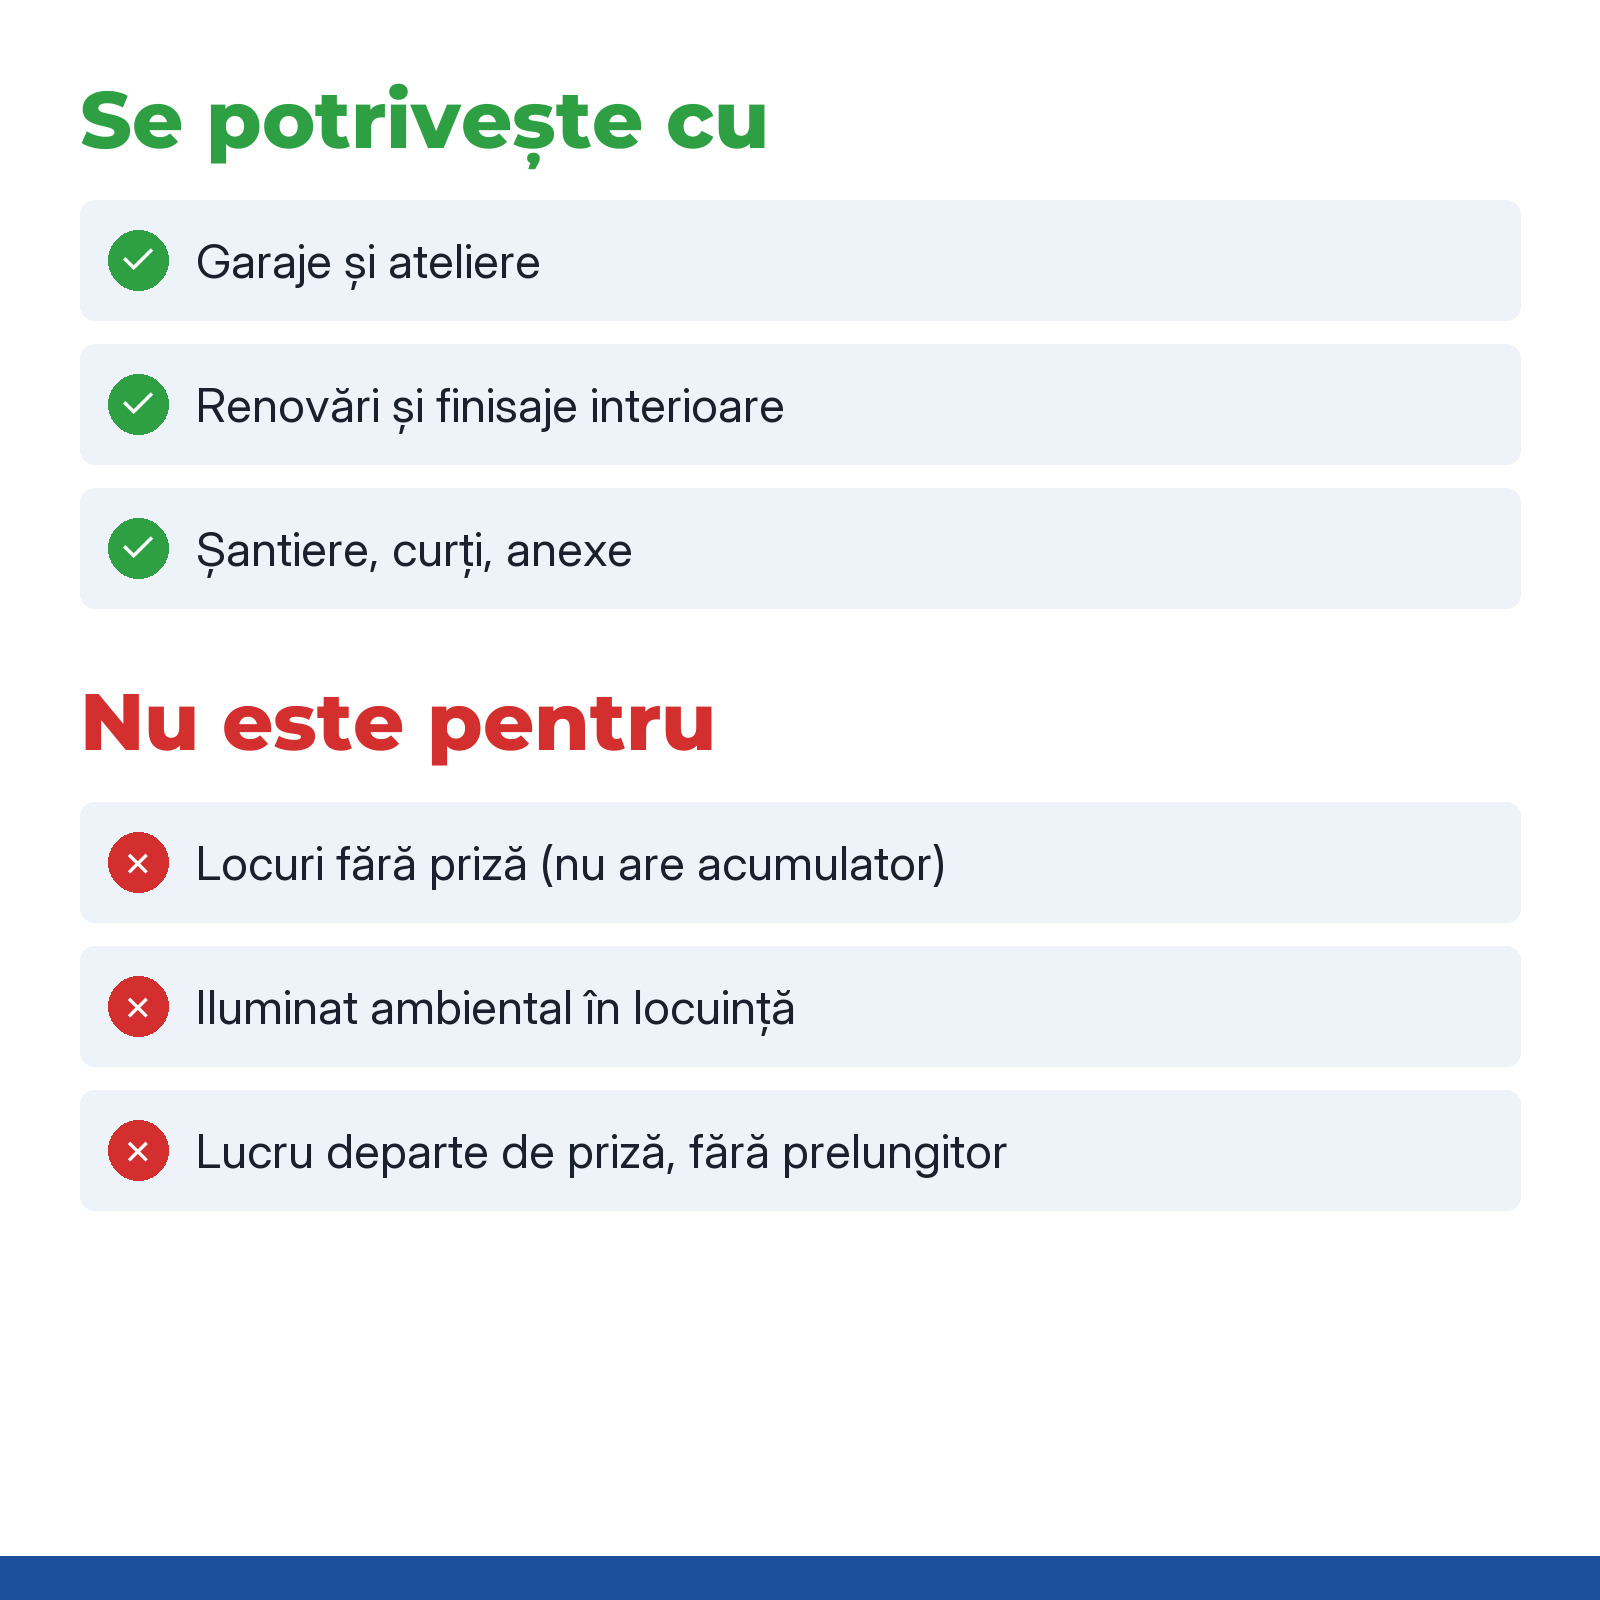 Se potrivește cu
Garaje și ateliere
Renovări și finisaje interioare
Șantiere, curți, anexe
Nu este pentru
Locuri fără priză (nu are acumulator)
Iluminat ambiental în locuință
Lucru departe de priză, fără prelungitor